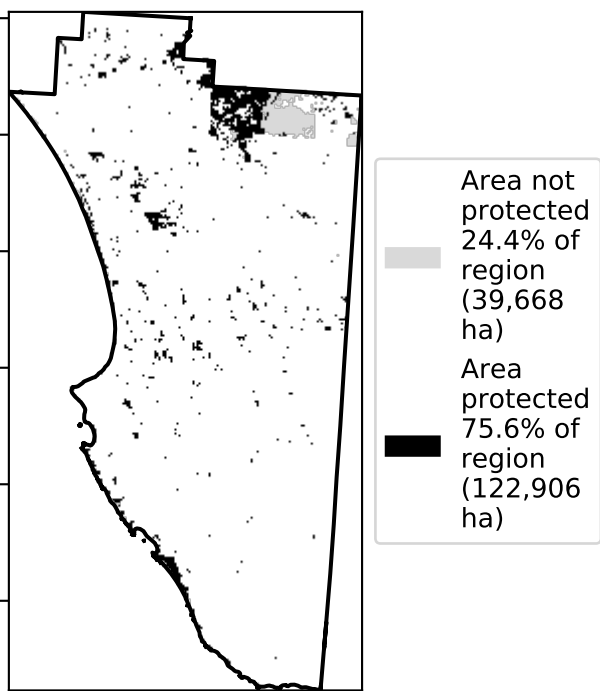 Area not
protected
24.4% of
region
(39,668
ha)
Area
protected
75.6% of
region
(122,906
ha)